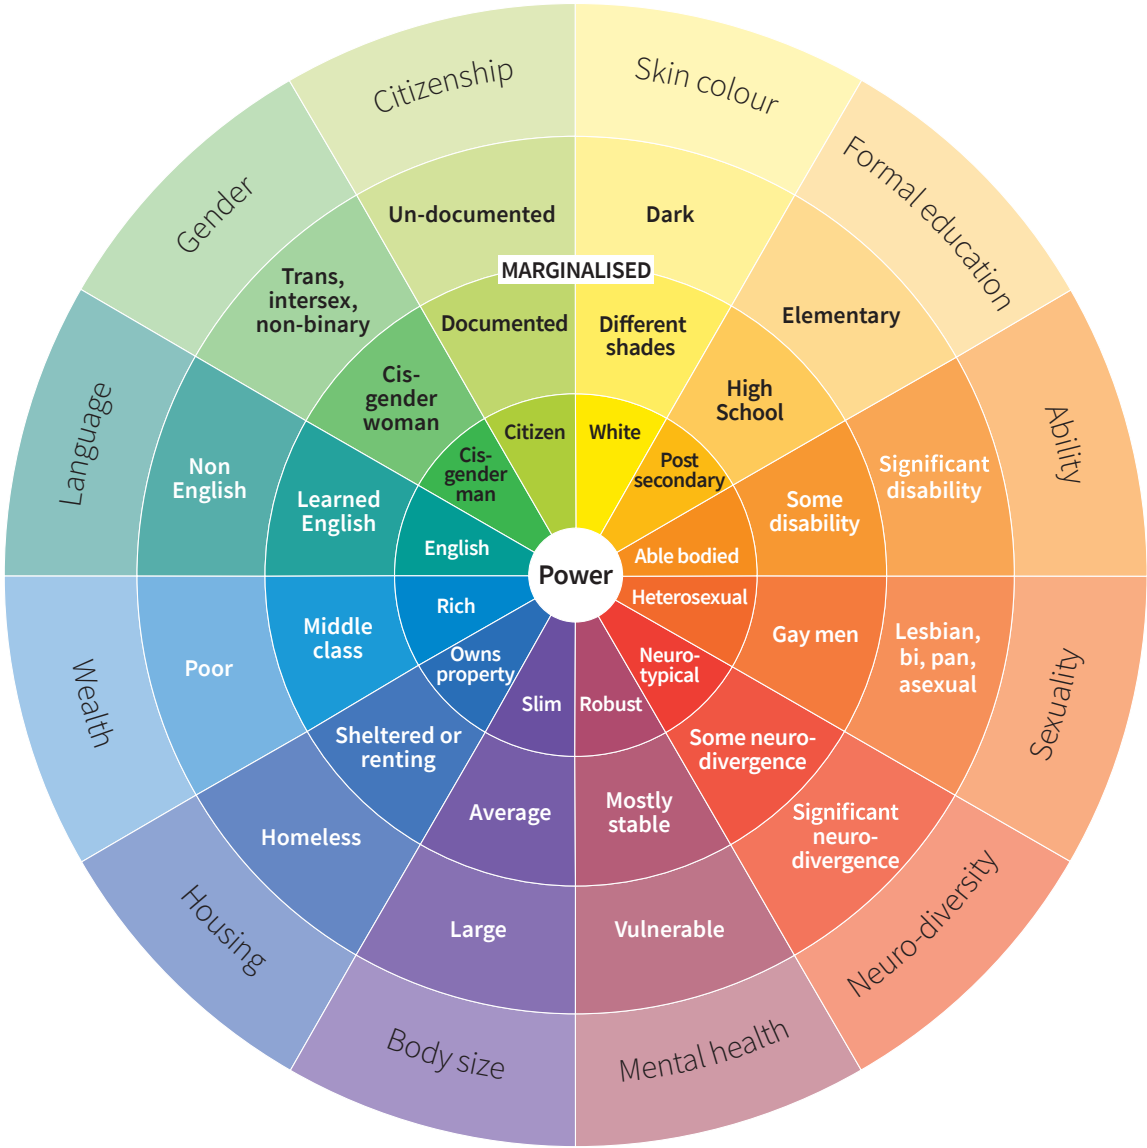 Citizenship
Skin colour
Formal education
Ability
Sexuality
Neuro-diversity
Mental health
Body size
Housing
Wealth
Language
Gender
Un-documented
Dark
MARGINALISED
Trans,
intersex,
non-binary
Documented
Different
shades
Elementary
Cis-
gender
woman
High
School
Citizen
White
Cis-
gender
man
Post
secondary
Non
English
Learned
English
English
Some
disability
Significant
disability
Able bodied
Power
Rich
Heterosexual
Middle
class
Poor
Gay men
Lesbian,
bi, pan,
asexual
Owns
property
Neuro-
typical
Slim
Robust
Sheltered or
renting
Some neuro-
divergence
Homeless
Average
Mostly
stable
Significant
neuro-
divergence
Large
Vulnerable